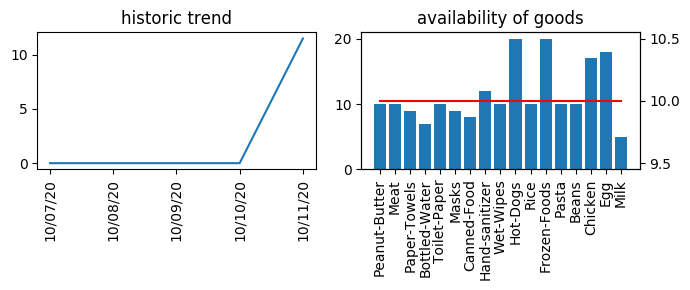 historic trend
10
5
0
10/07/20
10/08/20
10/09/20
10/10/20
10/11/20
availability of goods
20
10
0
10.5
10.0
9.5
Peanut-Butter
Meat
Paper-Towels
Bottled-Water
Toilet-Paper
Masks
Canned-Food
Hand-sanitizer
Wet-Wipes
Hot-Dogs
Rice
Frozen-Foods
Pasta
Beans
Chicken
Egg
Milk